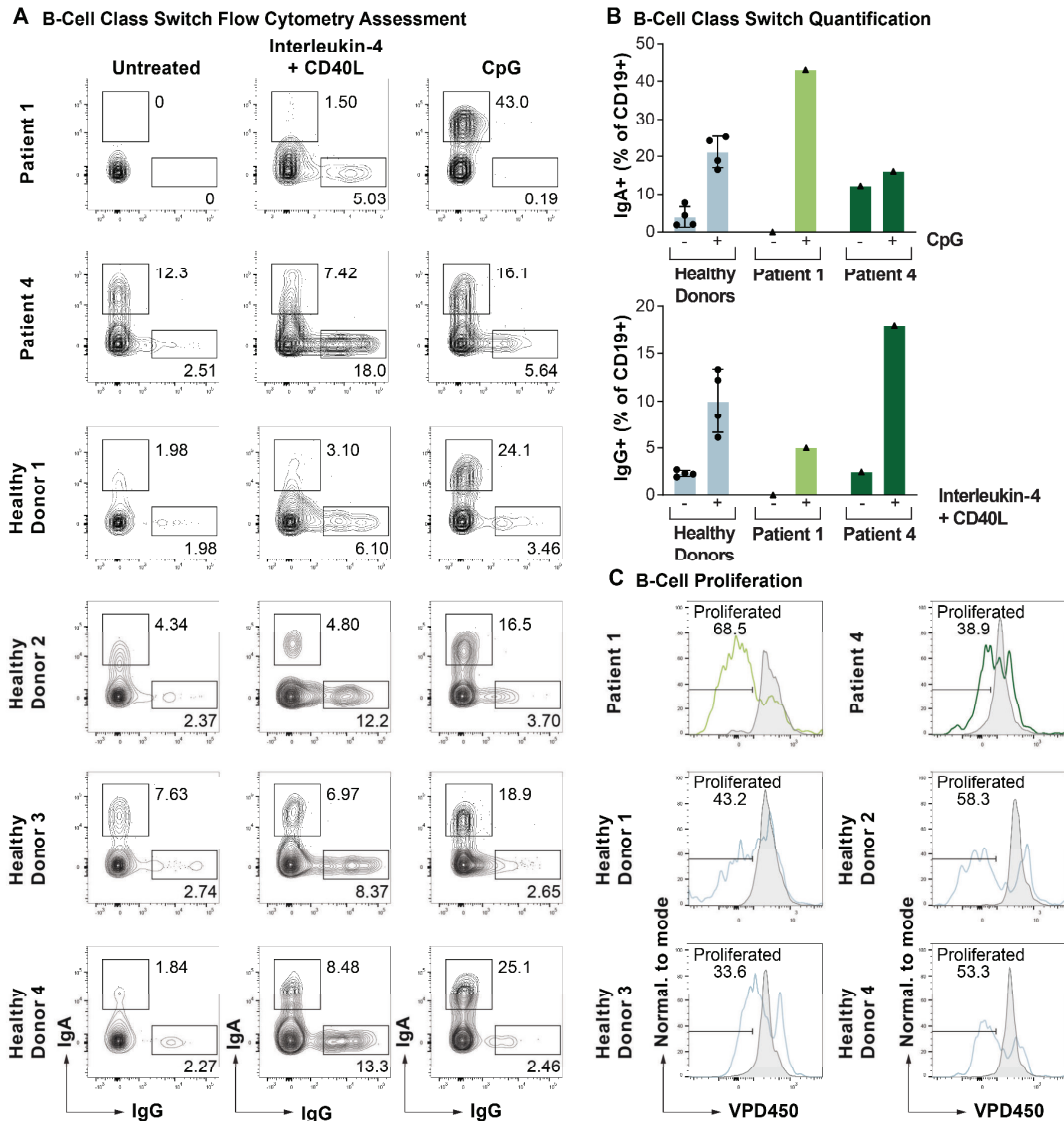 A B-Cell Class Switch Flow Cytometry Assessment
Untreated
Interleukin-4
+ CD40L
CpG
Patient 1
0
0
1.50
5.03
43.0
0.19
Patient 4
12.3
2.51
7.42
18.0
16.1
5.64
Healthy
Donor 1
1.98
1.98
3.10
6.10
24.1
3.46
Healthy
Donor 2
4.34
2.37
4.80
12.2
16.5
3.70
Healthy
Donor 3
7.63
2.74
6.97
8.37
18.9
2.65
Healthy
Donor 4
1.84
2.27
8.48
13.3
25.1
2.46
IgA
IgG
IgA
IgG
IgA
IgG
B B-Cell Class Switch Quantification
IgA+ (% of CD19+)
50
40
30
20
10
0
- + - + - +
CpG
Healthy
Donors
Patient 1
Patient 4
IgG+ (% of CD19+)
20
15
10
5
0
- + - + - +
Interleukin-4
+ CD40L
Healthy
Donors
Patient 1
Patient 4
C B-Cell Proliferation
Patient 1
Proliferated
68.5
Patient 4
Proliferated
38.9
Healthy
Donor 1
Proliferated
43.2
Healthy
Donor 2
Proliferated
58.3
Healthy
Donor 3
Proliferated
33.6
Healthy
Donor 4
Proliferated
53.3
Normal. to mode
VPD450
Normal. to mode
VPD450